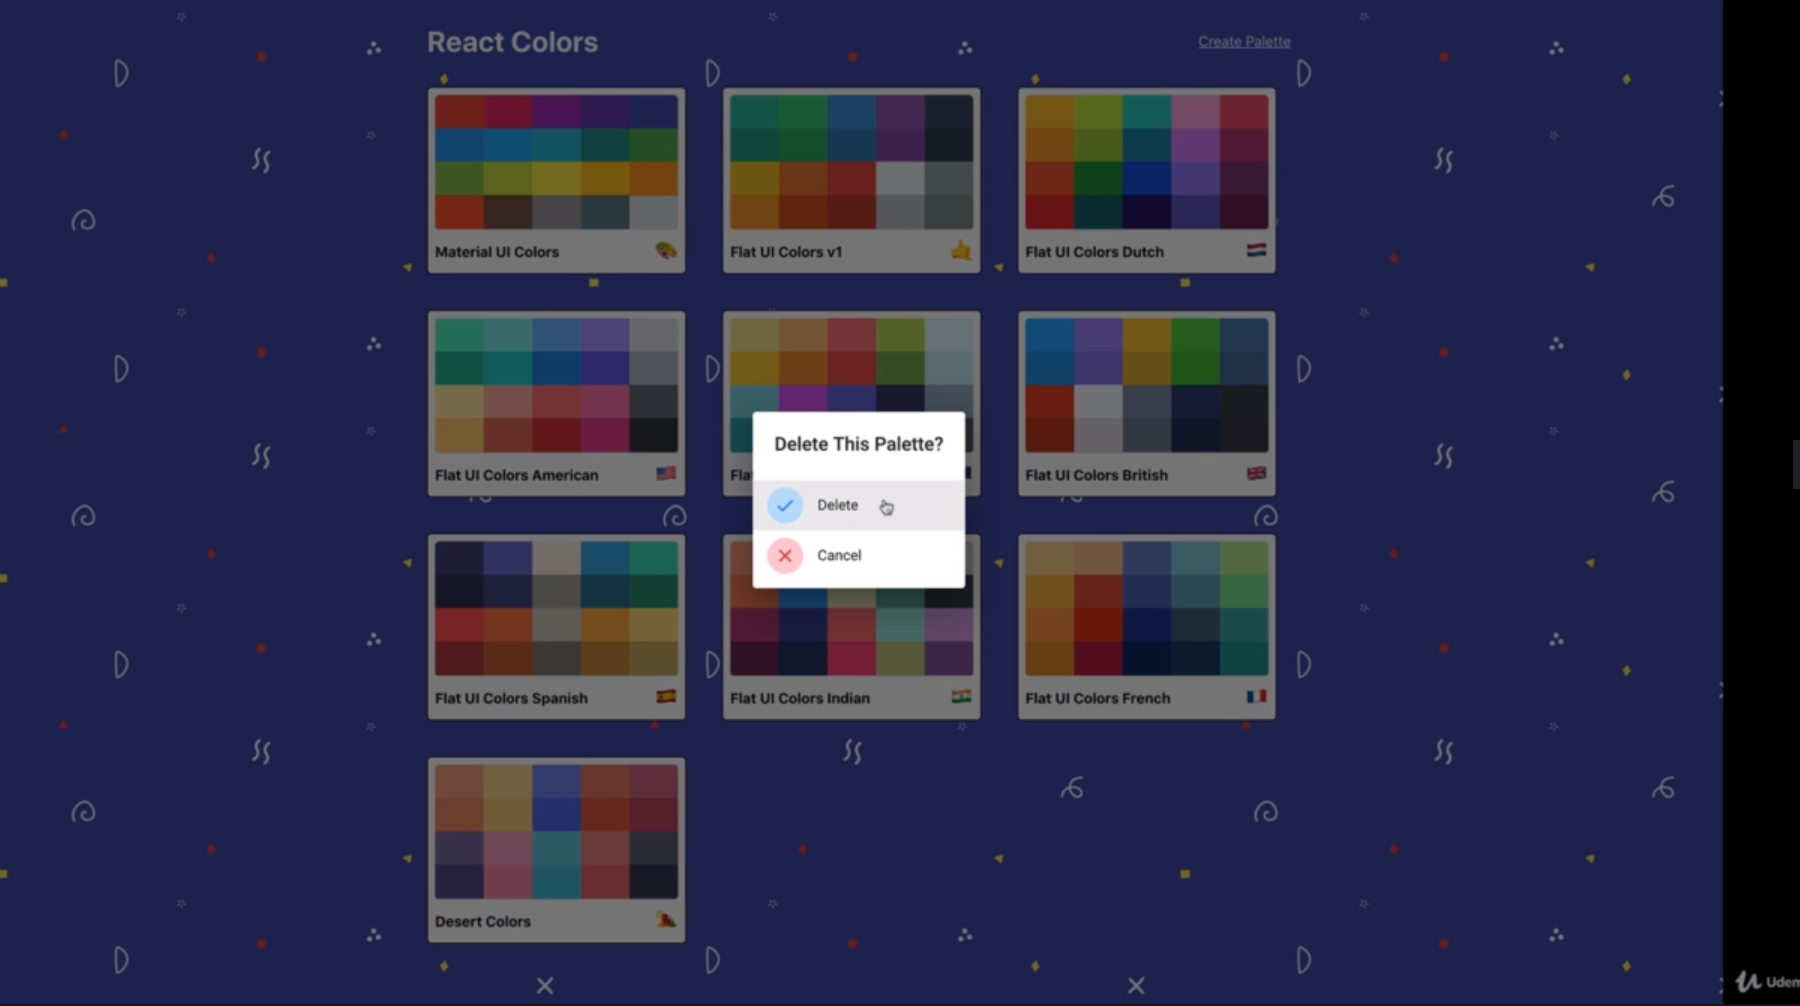 React Colors
Create Palette
Material UI Colors
Flat UI Colors v1
Flat UI Colors Dutch
Flat UI Colors American
Flat UI Colors British
Delete This Palette?
Delete
Cancel
Flat UI Colors Spanish
Flat UI Colors Indian
Flat UI Colors French
Desert Colors